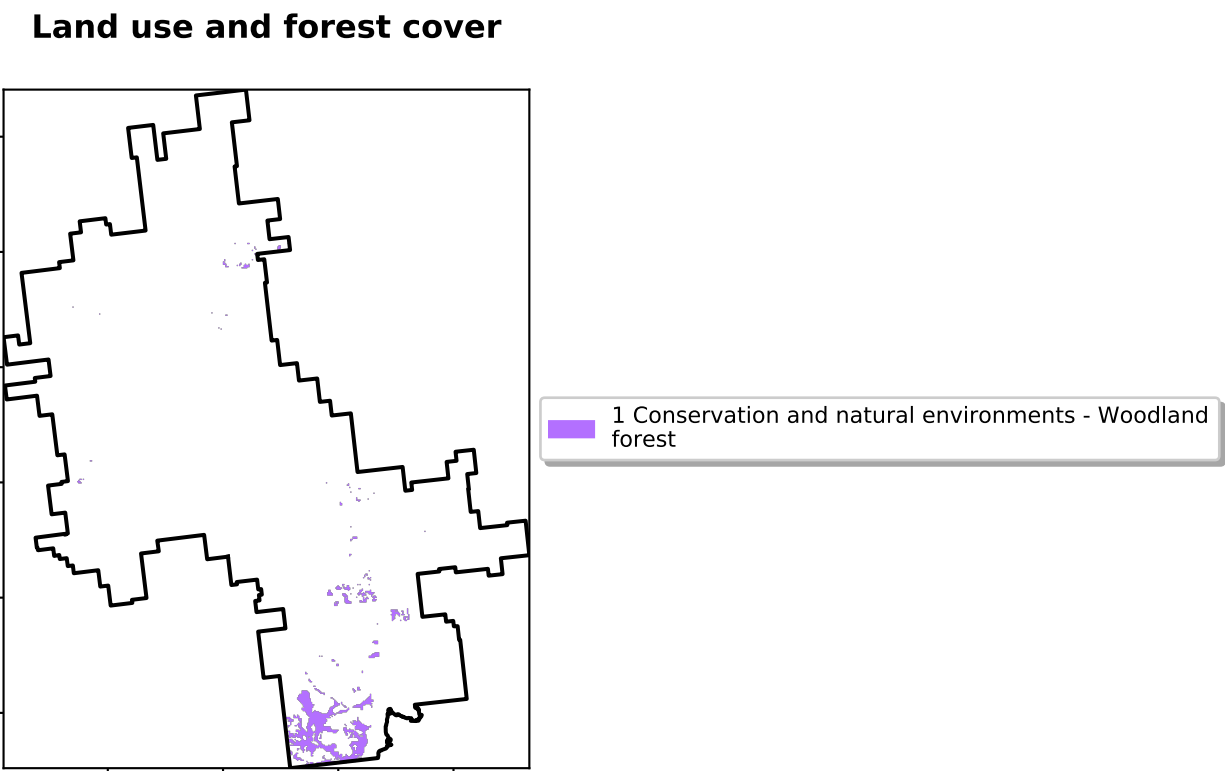 Land use and forest cover
1 Conservation and natural environments - Woodland
forest